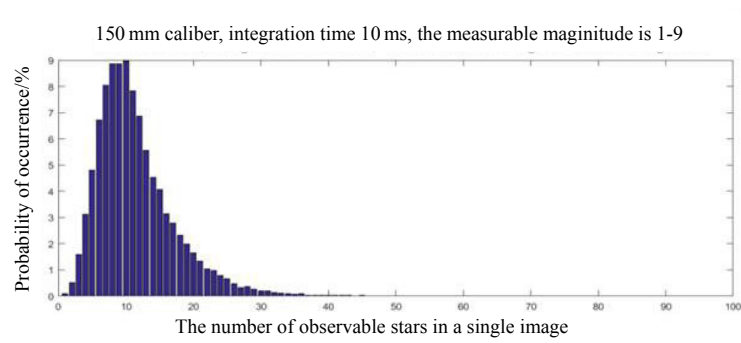 150 mm caliber, integration time 10 ms, the measurable maginitude is 1-9
Probability of occurrence/%
9
8
7
6
5
4
3
2
1
0
0 10 20 30 40 50 60 70 80 90 100
The number of observable stars in a single image